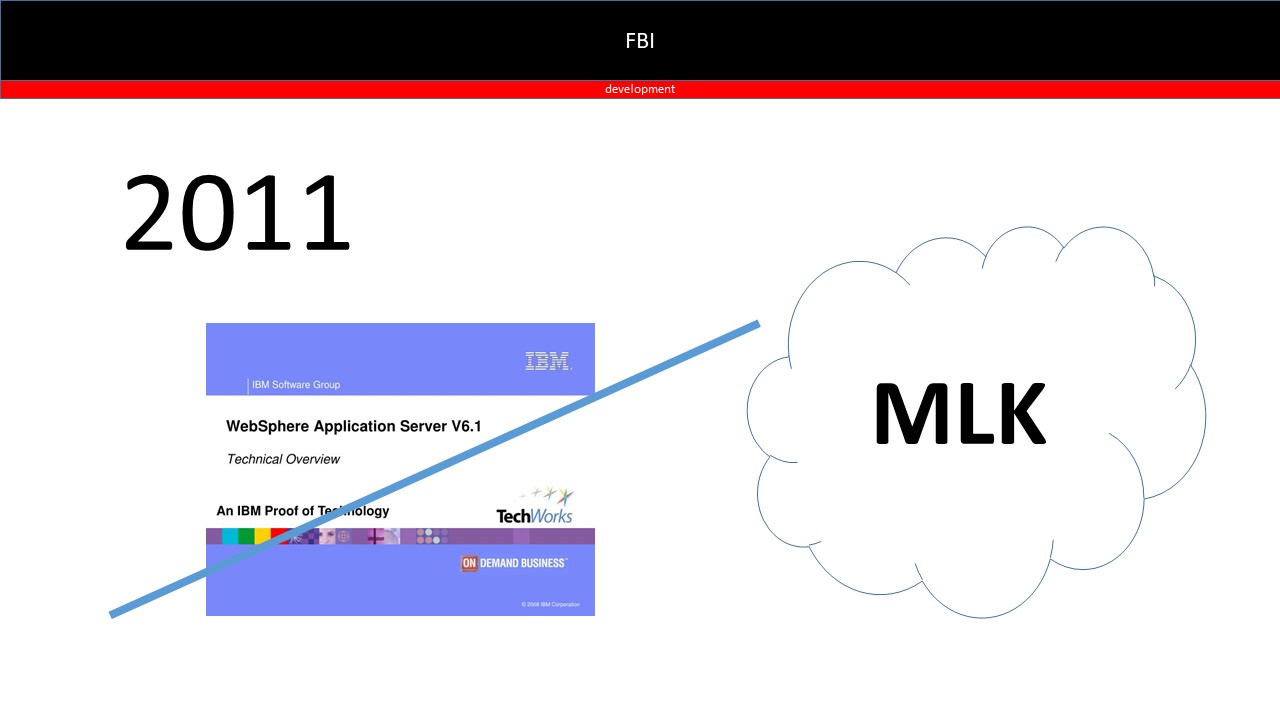 FBI
development
2011
IBM
IBM Software Group
WebSphere Application Server V6.1
Technical Overview
An IBM Proof of Technology
TechWorks
ON DEMAND BUSINESS
© 2008 IBM Corporation
MLK